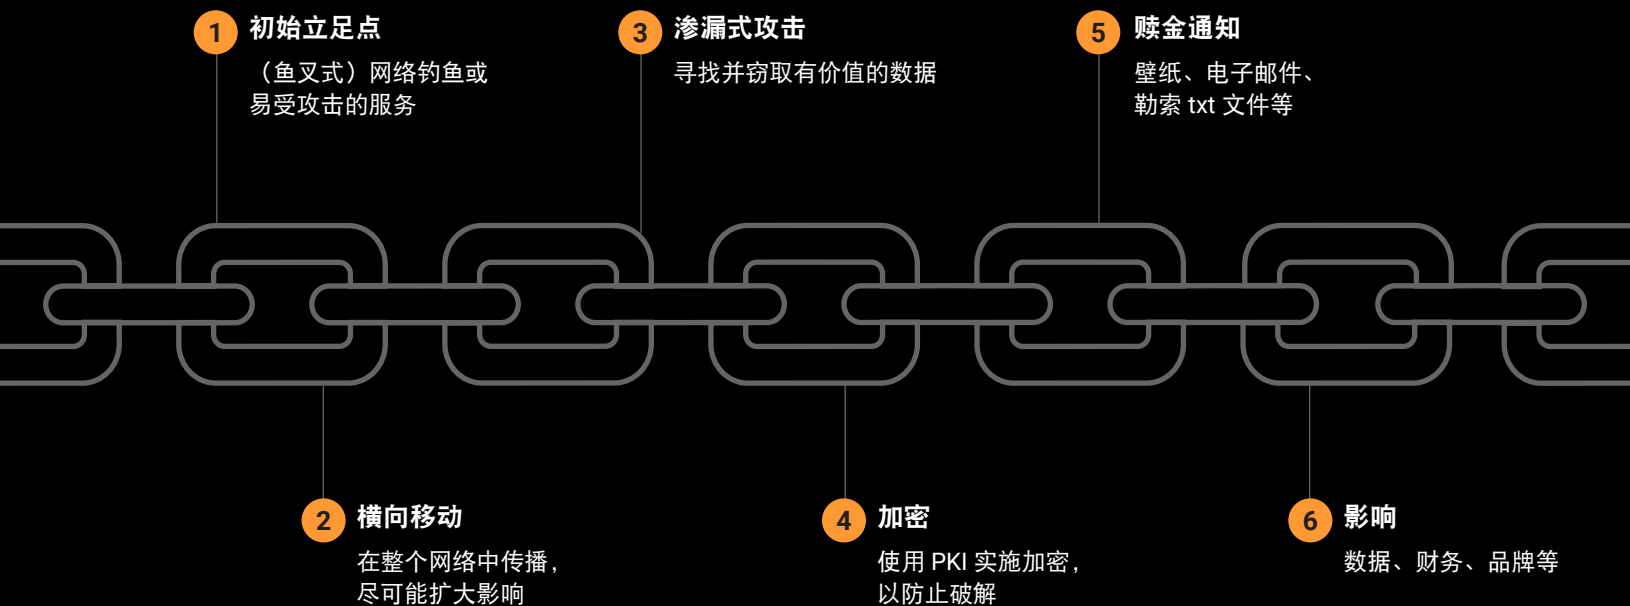 1 初始立足点
（鱼叉式）网络钓鱼或
易受攻击的服务
2 横向移动
在整个网络中传播，
尽可能扩大影响
3 渗漏式攻击
寻找并窃取有价值的数据
4 加密
使用 PKI 实施加密，
以防止破解
5 赎金通知
壁纸、电子邮件、
勒索 txt 文件等
6 影响
数据、财务、品牌等